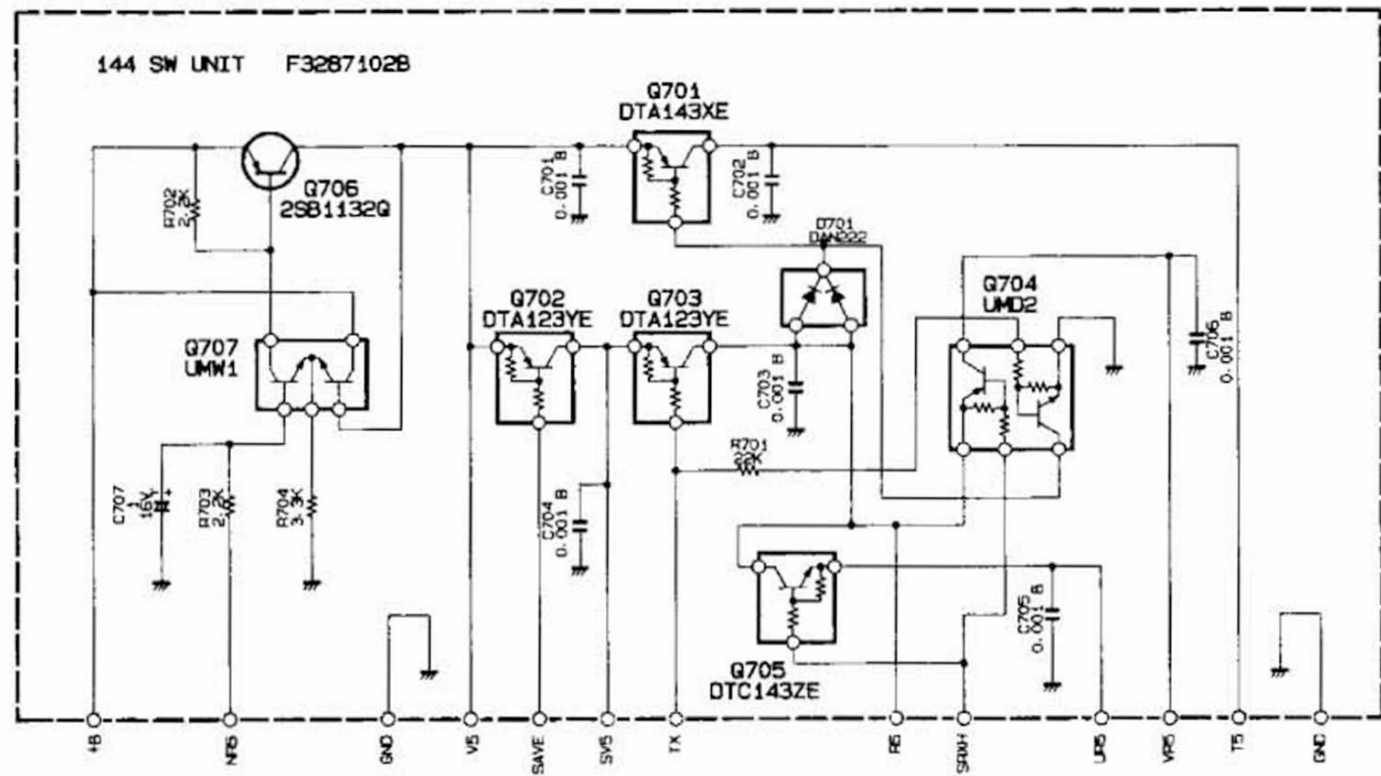 144 SW UNIT F3287102B
Q701
DTA143XE
C701
0.001 B
C702
0.001 B
Q706
2SB1132Q
R702
2.2K
D701
DAN222
Q702
DTA123YE
Q703
DTA123YE
Q704
UMD2
C706
0.001 B
Q707
UMW1
C703
0.001 B
R701
22K
C707
1
16V
+
R703
2.2K
R704
3.3K
C704
0.001 B
C705
0.001 B
Q705
DTC143ZE
+B
GND
V5
SAVE
SV5
TX
R5
SRXH
UR5
VR5
T5
GND